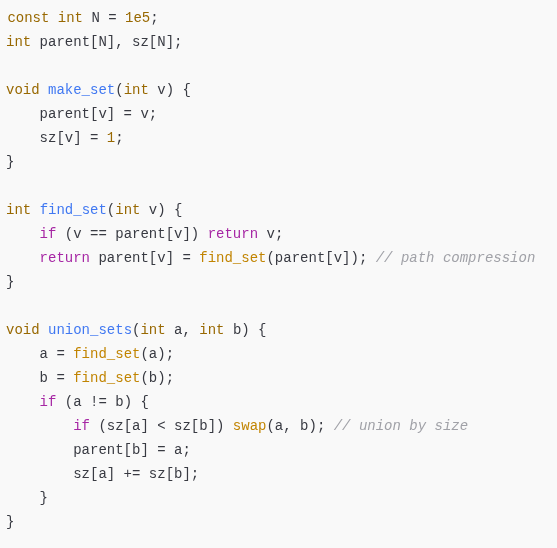 const int N = 1e5;
int parent[N], sz[N];

void make_set(int v) {
    parent[v] = v;
    sz[v] = 1;
}

int find_set(int v) {
    if (v == parent[v]) return v;
    return parent[v] = find_set(parent[v]); // path compression
}

void union_sets(int a, int b) {
    a = find_set(a);
    b = find_set(b);
    if (a != b) {
        if (sz[a] < sz[b]) swap(a, b); // union by size
        parent[b] = a;
        sz[a] += sz[b];
    }
}